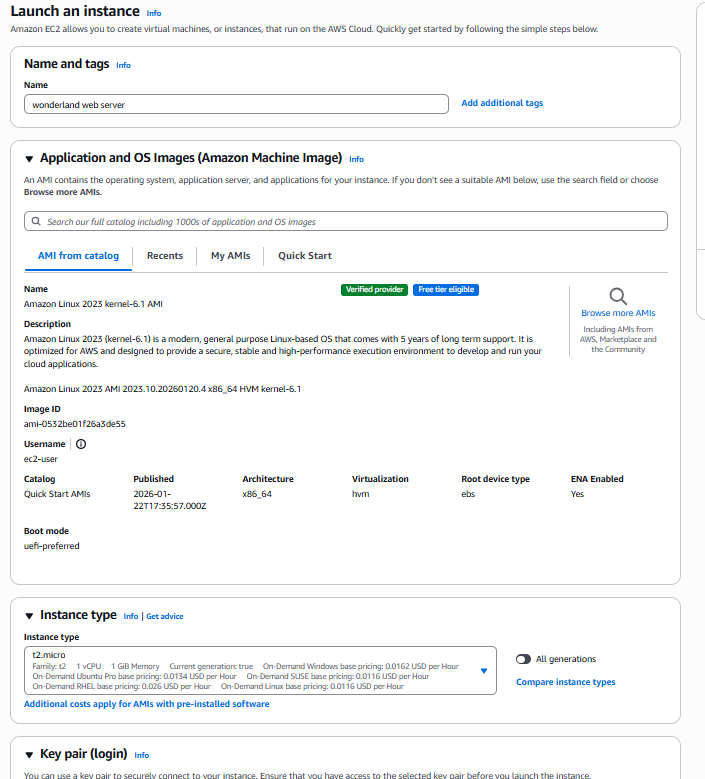 Launch an instance Info
Amazon EC2 allows you to create virtual machines, or instances, that run on the AWS Cloud. Quickly get started by following the simple steps below.
Name and tags Info
Name
wonderland web server
Add additional tags
Application and OS Images (Amazon Machine Image) Info
An AMI contains the operating system, application server, and applications for your instance. If you don't see a suitable AMI below, use the search field or choose
Browse more AMIs.
Search our full catalog including 1000s of application and OS images
AMI from catalog Recents My AMIs Quick Start
Name
Verified provider Free tier eligible
Amazon Linux 2023 kernel-6.1 AMI
Browse more AMIs
Including AMIs from
AWS, Marketplace and
the Community
Description
Amazon Linux 2023 (kernel-6.1) is a modern, general purpose Linux-based OS that comes with 5 years of long term support. It is
optimized for AWS and designed to provide a secure, stable and high-performance execution environment to develop and run your
cloud applications.
Amazon Linux 2023 AMI 2023.10.20260120.4 x86_64 HVM kernel-6.1
Image ID
ami-0532be01f26a3de55
Username
ec2-user
Catalog Published Architecture Virtualization Root device type ENA Enabled
Quick Start AMIs 2026-01- x86_64 hvm ebs Yes
22T17:35:57.000Z
Boot mode
uefi-preferred
Instance type Info | Get advice
Instance type
t2.micro
Family: t2 1 vCPU 1 GiB Memory Current generation: true On-Demand Windows base pricing: 0.0162 USD per Hour
On-Demand Ubuntu Pro base pricing: 0.0134 USD per Hour On-Demand SUSE base pricing: 0.0116 USD per Hour
On-Demand RHEL base pricing: 0.026 USD per Hour On-Demand Linux base pricing: 0.0116 USD per Hour
All generations
Compare instance types
Additional costs apply for AMIs with pre-installed software
Key pair (login) Info
You can use a key pair to securely connect to your instance. Ensure that you have access to the selected key pair before you launch the instance.